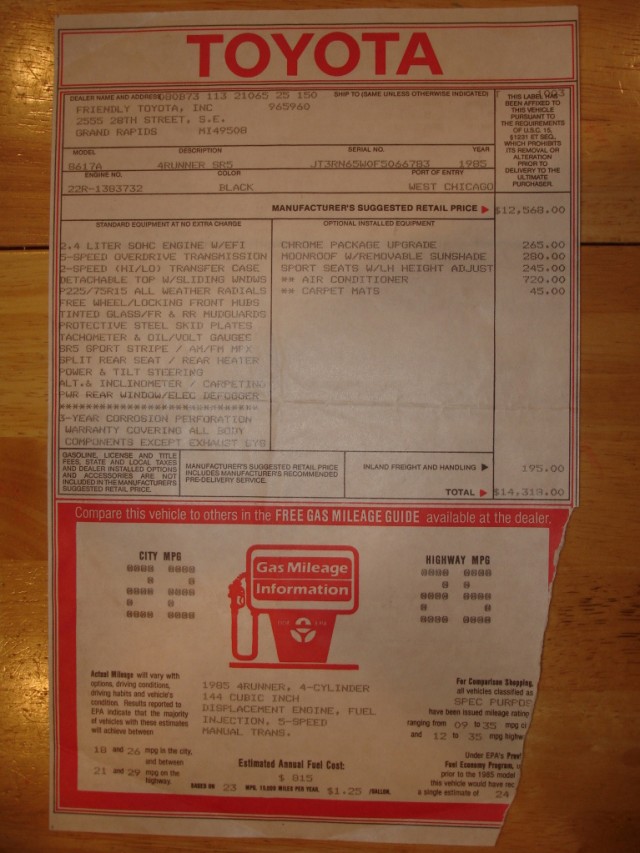 TOYOTA
DEALER NAME AND ADDRESS 080873 113 21065 25 150 SHIP TO (SAME UNLESS OTHERWISE INDICATED)
FRIENDLY TOYOTA, INC 965960
2555 28TH STREET, S.E.
GRAND RAPIDS MI49508
THIS LABEL HAS
BEEN AFFIXED TO
THIS VEHICLE
PURSUANT
TO THE
REQUIREMENTS
OF U.S.C. 15,
§1231 ET SEQ.,
WHICH PROHIBITS
ITS REMOVAL OR
ALTERATION
PRIOR TO
DELIVERY TO THE
ULTIMATE
PURCHASER.
MODEL DESCRIPTION SERIAL NO. YEAR
8617A 4RUNNER SR5 JT3RN65W0F5066783 1985
ENGINE NO. COLOR PORT OF ENTRY
22R-1383732 BLACK WEST CHICAGO
MANUFACTURER'S SUGGESTED RETAIL PRICE ▶ $12,568.00
STANDARD EQUIPMENT AT NO EXTRA CHARGE
2.4 LITER SOHC ENGINE W/EFI
5-SPEED OVERDRIVE TRANSMISSION
2-SPEED (HI/LO) TRANSFER CASE
DETACHABLE TOP W/SLIDING WNDWS
P225/75R15 ALL WEATHER RADIALS
FREE WHEEL/LOCKING FRONT HUBS
TINTED GLASS/FR & RR MUDGUARDS
PROTECTIVE STEEL SKID PLATES
TACHOMETER & OIL/VOLT GAUGES
SR5 SPORT STRIPE / AM/FM MPX
SPLIT REAR SEAT / REAR HEATER
POWER & TILT STEERING
ALT.& INCLINOMETER / CARPETING
PWR REAR WINDOW/ELEC DEFOGGER
******************************
3-YEAR CORROSION PERFORATION
WARRANTY COVERING ALL BODY
COMPONENTS EXCEPT EXHAUST SYS
OPTIONAL INSTALLED EQUIPMENT
CHROME PACKAGE UPGRADE 265.00
MOONROOF W/REMOVABLE SUNSHADE 280.00
SPORT SEATS W/LH HEIGHT ADJUST 245.00
** AIR CONDITIONER 720.00
** CARPET MATS 45.00
GASOLINE, LICENSE AND TITLE
FEES, STATE AND LOCAL TAXES
AND DEALER INSTALLED OPTIONS
AND ACCESSORIES ARE NOT
INCLUDED IN THE MANUFACTURER'S
SUGGESTED RETAIL PRICE.
MANUFACTURER'S SUGGESTED RETAIL PRICE
INCLUDES MANUFACTURER'S RECOMMENDED
PRE-DELIVERY SERVICE.
INLAND FREIGHT AND HANDLING ▶ 195.00
TOTAL ▶ $14,318.00
Compare this vehicle to others in the FREE GAS MILEAGE GUIDE available at the dealer.
CITY MPG
Gas Mileage
Information
HIGHWAY MPG
Actual Mileage will vary with
options, driving conditions,
driving habits and vehicle's
condition. Results reported to
EPA indicate that the majority
of vehicles with these estimates
will achieve between
18 and 26 mpg in the city,
and between
21 and 29 mpg on the
highway.
1985 4RUNNER, 4-CYLINDER
144 CUBIC INCH
DISPLACEMENT ENGINE, FUEL
INJECTION, 5-SPEED
MANUAL TRANS.
Estimated Annual Fuel Cost:
$ 815
BASED ON 23 MPG, 15,000 MILES PER YEAR, $1.25 /GALLON.
For Comparison Shopping,
all vehicles classified as
SPEC PURPOS
have been issued mileage rating
ranging from 09 to 35 mpg ci
and 12 to 35 mpg highw
Under EPA's
Fuel Economy Program,
prior to the 1985 model
this vehicle would have rec
a single estimate of 24